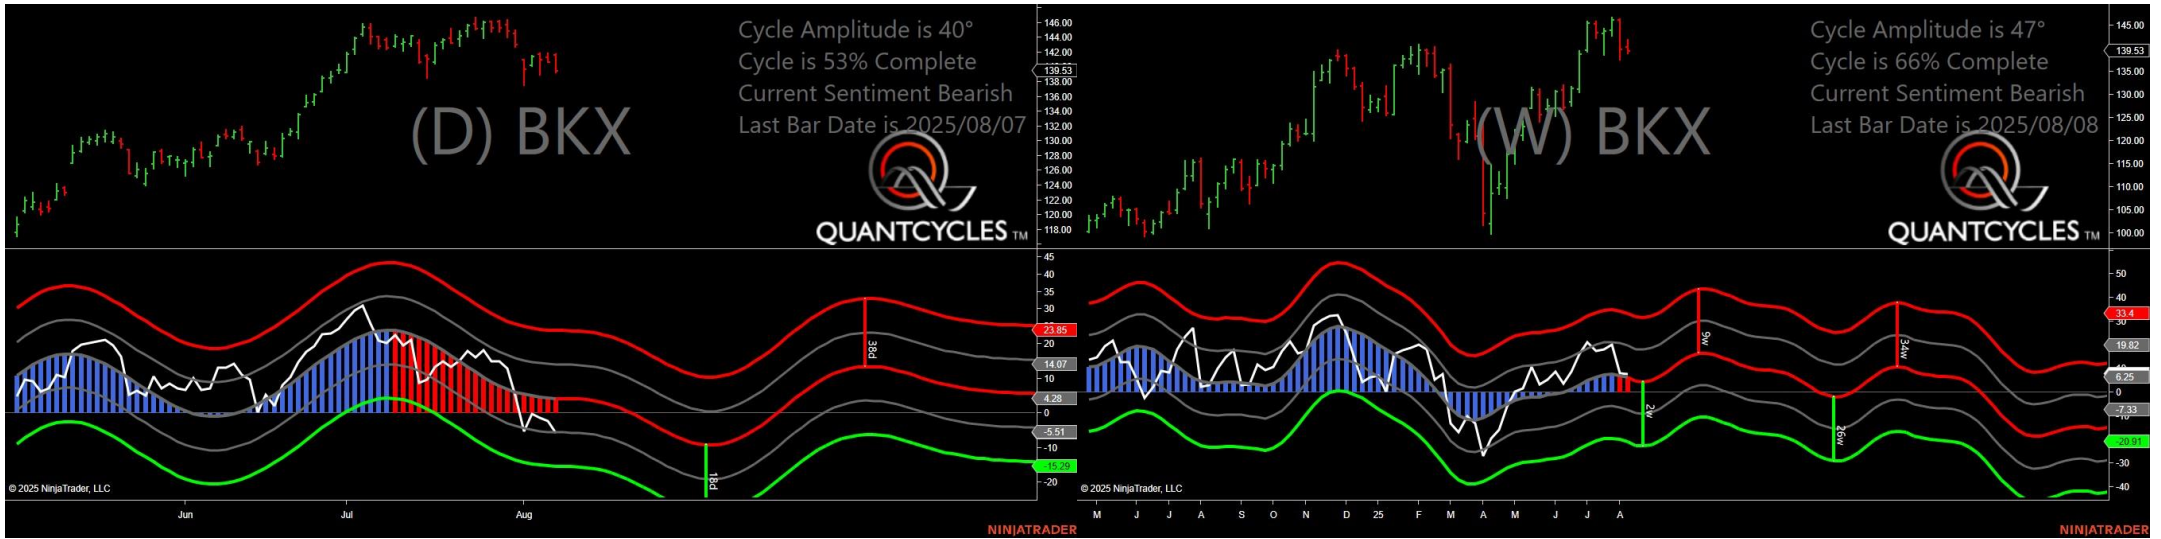 Cycle Amplitude is 40°
Cycle is 53% Complete
Current Sentiment Bearish
Last Bar Date is 2025/08/07
(D) BKX
QUANTCYCLES TM
146.00
144.00
142.00
139.53
138.00
136.00
134.00
132.00
130.00
128.00
126.00
124.00
122.00
120.00
118.00
45
40
35
30
23.85
20
14.07
10
4.28
0
-5.51
-10
-15.29
-20
38d
18d
© 2025 NinjaTrader, LLC
Jun
Jul
Aug
NINJATRADER
Cycle Amplitude is 47°
Cycle is 66% Complete
Current Sentiment Bearish
Last Bar Date is 2025/08/08
(W) BKX
QUANTCYCLES TM
145.00
139.53
135.00
130.00
125.00
120.00
115.00
110.00
105.00
100.00
50
40
33.4
30
19.82
6.25
0
-7.33
-20.91
-30
-40
9w
34w
2w
26w
© 2025 NinjaTrader, LLC
M J J A S O N D 25 F M A M J J A
NINJATRADER